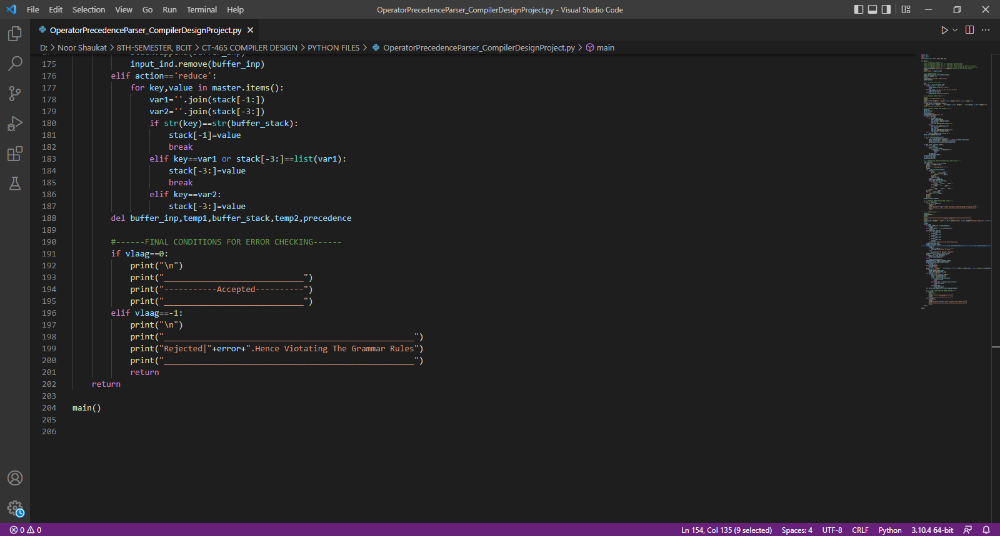 File Edit Selection View Go Run Terminal Help OperatorPrecedenceParser_CompilerDesignProject.py - Visual Studio Code
OperatorPrecedenceParser_CompilerDesignProject.py
D: > Noor Shaukat > 8TH-SEMESTER, BCIT > CT-465 COMPILER DESIGN > PYTHON FILES > OperatorPrecedenceParser_CompilerDesignProject.py > main
175 input_ind.remove(buffer_inp)
176 elif action=='reduce':
177 for key,value in master.items():
178 var1=''.join(stack[-1:])
179 var2=''.join(stack[-3:])
180 if str(key)==str(buffer_stack):
181 stack[-1]=value
182 break
183 elif key==var1 or stack[-3:]==list(var1):
184 stack[-3:]=value
185 break
186 elif key==var2:
187 stack[-3:]=value
188 del buffer_inp,temp1,buffer_stack,temp2,precedence
189
190 #------FINAL CONDITIONS FOR ERROR CHECKING------
191 if vlaag==0:
192 print("\n")
193 print("_____________________________")
194 print("-----------Accepted----------")
195 print("_____________________________")
196 elif vlaag==-1:
197 print("\n")
198 print("____________________________________________________")
199 print("Rejected|"+error+".Hence Viotating The Grammar Rules")
200 print("____________________________________________________")
201 return
202 return
203
204 main()
205
206
0 0 Ln 154, Col 135 (9 selected) Spaces: 4 UTF-8 CRLF Python 3.10.4 64-bit